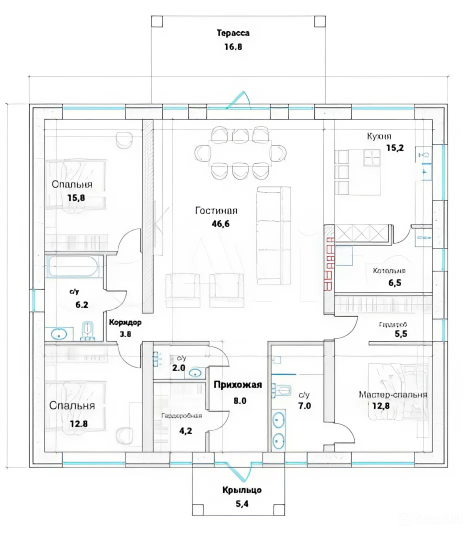 Терасса
16.8
Кухня
15,2
Спальня
15,8
Гостиная
46,6
Котельня
6,5
с/у
6.2
Коридор
3.8
Гардероб
5,5
с/у
2.0
Прихожая
8.0
Спальня
12.8
Гардеробная
4,2
с/у
7.0
Мастер-спальня
12,8
Крыльцо
5,4